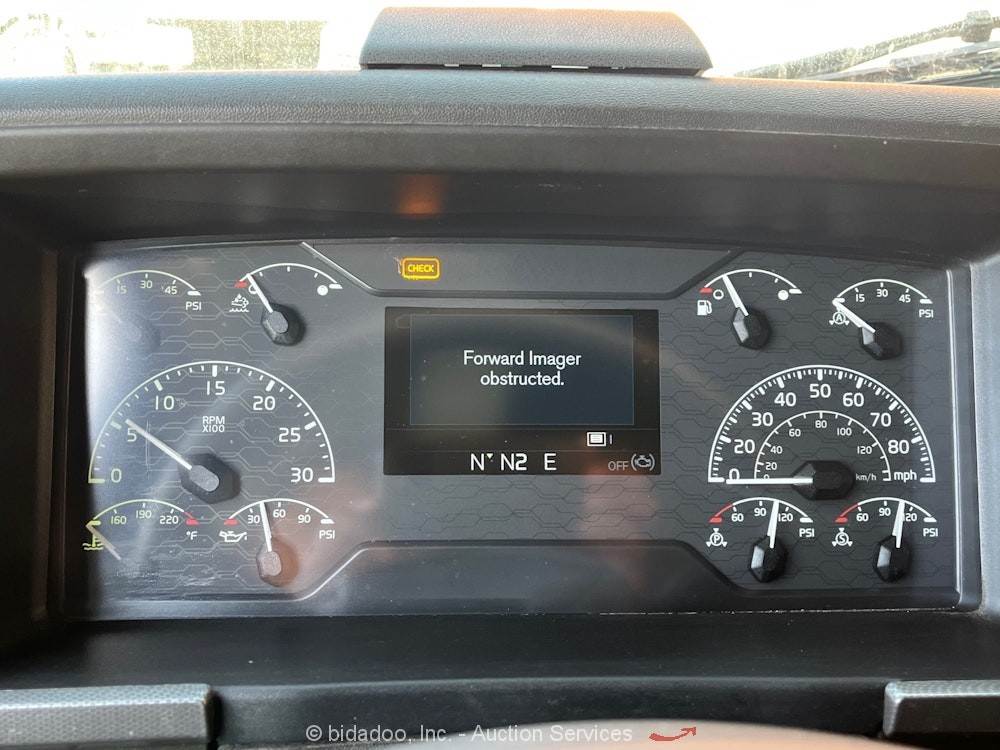 CHECK
15 30 45
PSI
15 30 45
PSI
A
Forward Imager
obstructed.
N N2 E
OFF
0 5 10 15 20 25 30
RPM
X100
0 20 30 40 50 60 70 80 mph
0 20 40 60 80 100 120 km/h
160 190 220
°F
30 60 90
PSI
60 90 120
PSI
P
60 90 120
PSI
S
© bidadoo, Inc. - Auction Services